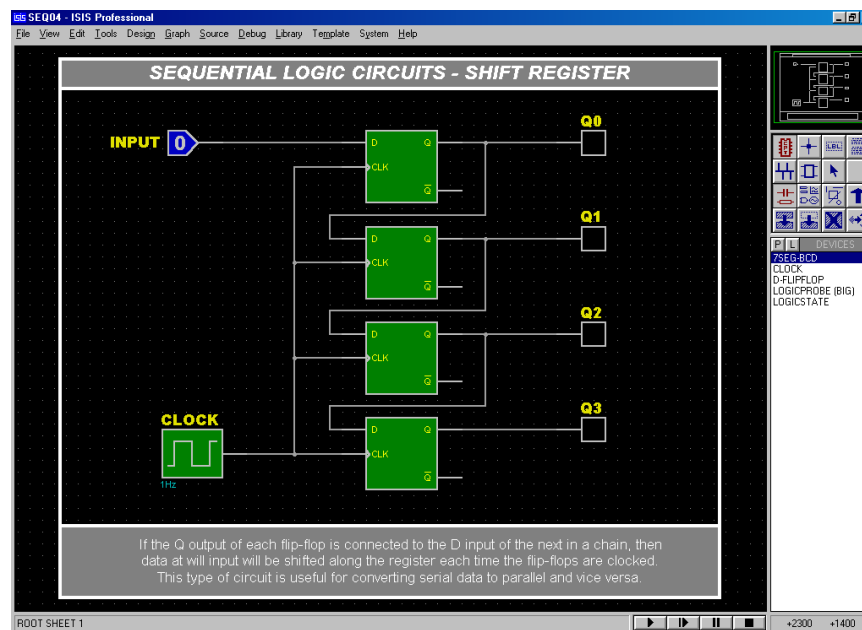 SEQ04 - ISIS Professional
File View Edit Tools Design Graph Source Debug Library Template System Help
SEQUENTIAL LOGIC CIRCUITS - SHIFT REGISTER
INPUT 0
D Q
CLK
Q
Q0
D Q
CLK
Q
Q1
D Q
CLK
Q
Q2
D Q
CLK
Q
Q3
CLOCK
1Hz
If the Q output of each flip-flop is connected to the D input of the next in a chain, then
data at will input will be shifted along the register each time the flip-flops are clocked.
This type of circuit is useful for converting serial data to parallel and vice versa.
LBL
P L DEVICES
7SEG-BCD
CLOCK
D-FLIPFLOP
LOGICPROBE (BIG)
LOGICSTATE
ROOT SHEET 1
+2300 +1400